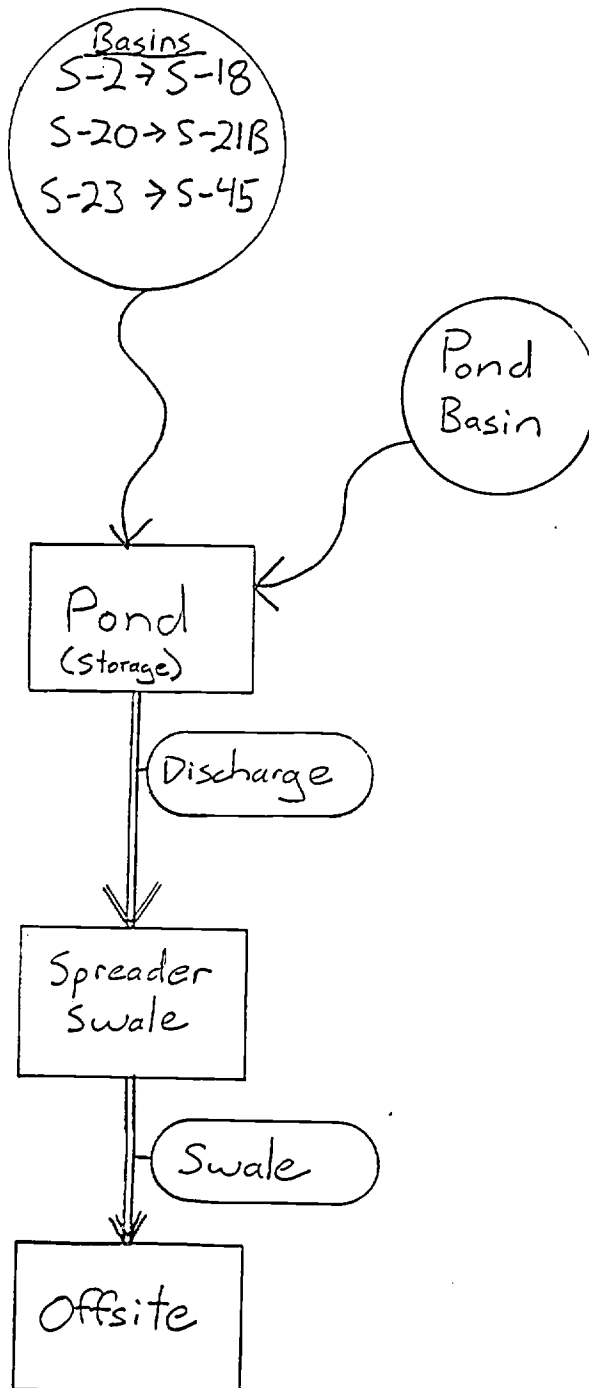 Basins
S-2→S-18
S-20→S-21B
S-23→S-45
Pond
Basin
Pond
(Storage)
Discharge
Spreader
Swale
Swale
Offsite